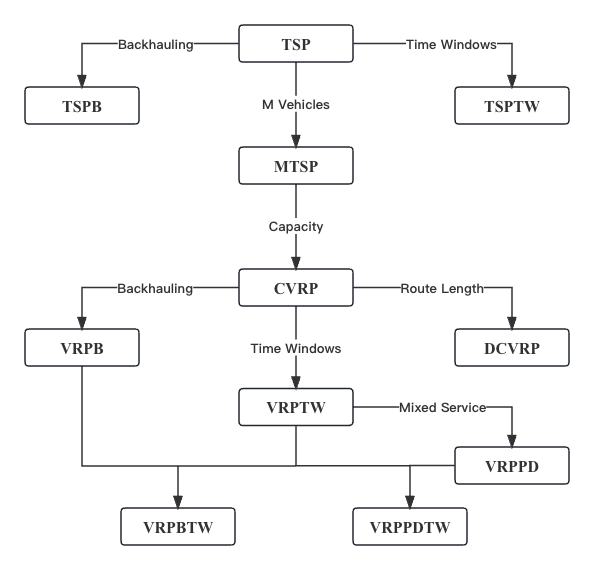 TSP
Backhauling
Time Windows
TSPB
M Vehicles
TSPTW
MTSP
Capacity
CVRP
Backhauling
Route Length
VRPB
Time Windows
DCVRP
VRPTW
Mixed Service
VRPPD
VRPBTW
VRPPDTW